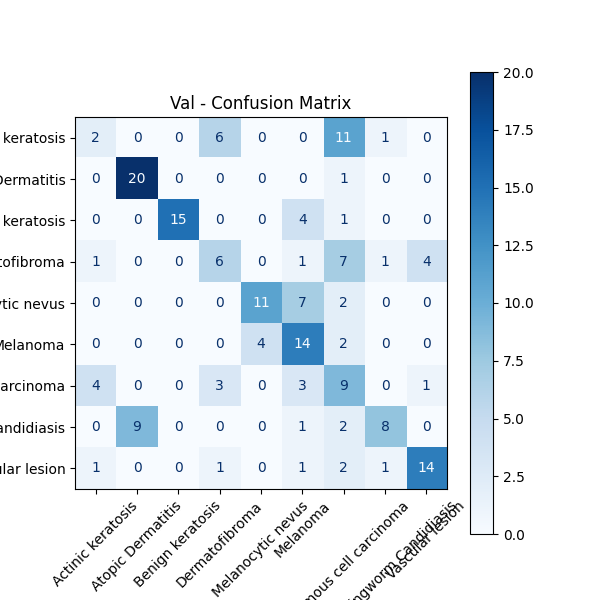 Val - Confusion Matrix
keratosis 2 0 0 6 0 0 11 1 0
Dermatitis 0 20 0 0 0 0 1 0 0
keratosis 0 0 15 0 0 4 1 0 0
tofibroma 1 0 0 6 0 1 7 1 4
tic nevus 0 0 0 0 11 7 2 0 0
Melanoma 0 0 0 0 4 14 2 0 0
arcinoma 4 0 0 3 0 3 9 0 1
andidiasis 0 9 0 0 0 1 2 8 0
ular lesion 1 0 0 1 0 1 2 1 14
Actinic keratosis
Atopic Dermatitis
Benign keratosis
Dermatofibroma
Melanocytic nevus
Melanoma
mous cell carcinoma
ngworm Candidiasis
Vascular lesion
20.0
17.5
15.0
12.5
10.0
7.5
5.0
2.5
0.0